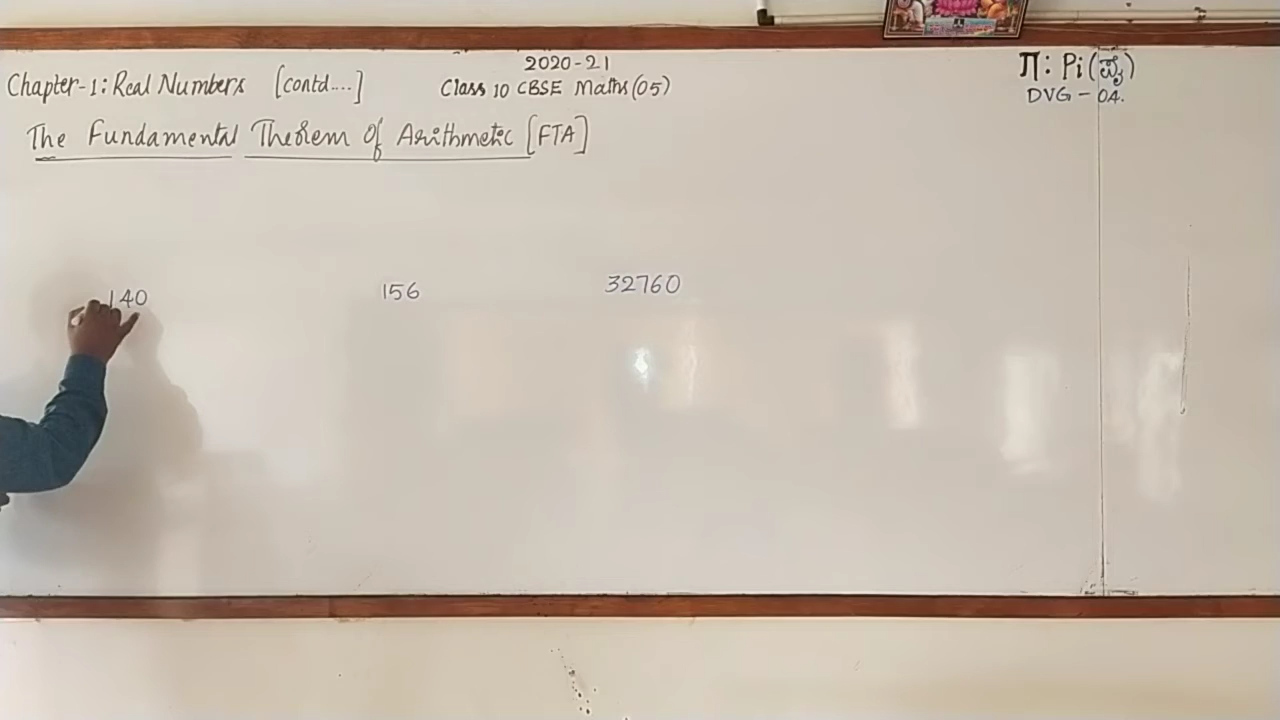 2020-21
Chapter-1: Real Numbers [contd....]
Class 10 CBSE Maths (05)
π: Pi (ಪೈ)
DVG - 04.
The Fundamental Theorem of Arithmetic [FTA]
140
156
32760